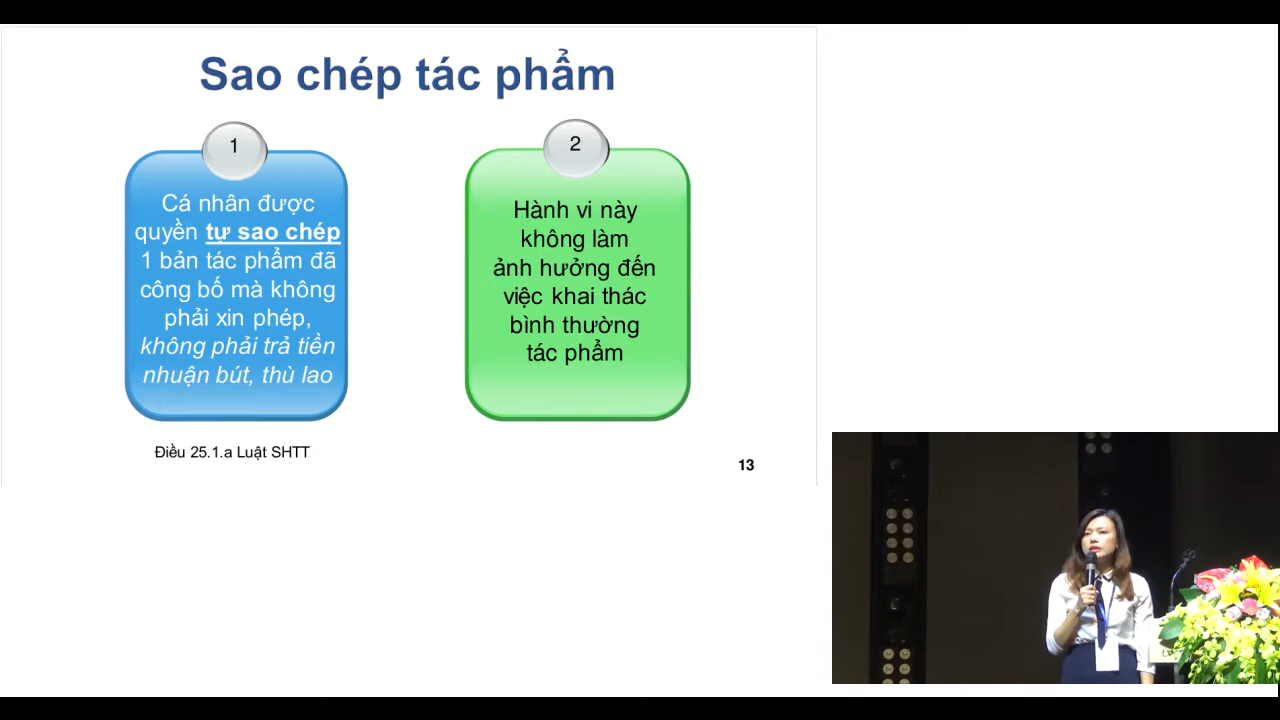 Sao chép tác phẩm
1
Cá nhân được
quyền tự sao chép
1 bản tác phẩm đã
công bố mà không
phải xin phép,
không phải trả tiền
nhuận bút, thù lao
2
Hành vi này
không làm
ảnh hưởng đến
việc khai thác
bình thường
tác phẩm
Điều 25.1.a Luật SHTT
13